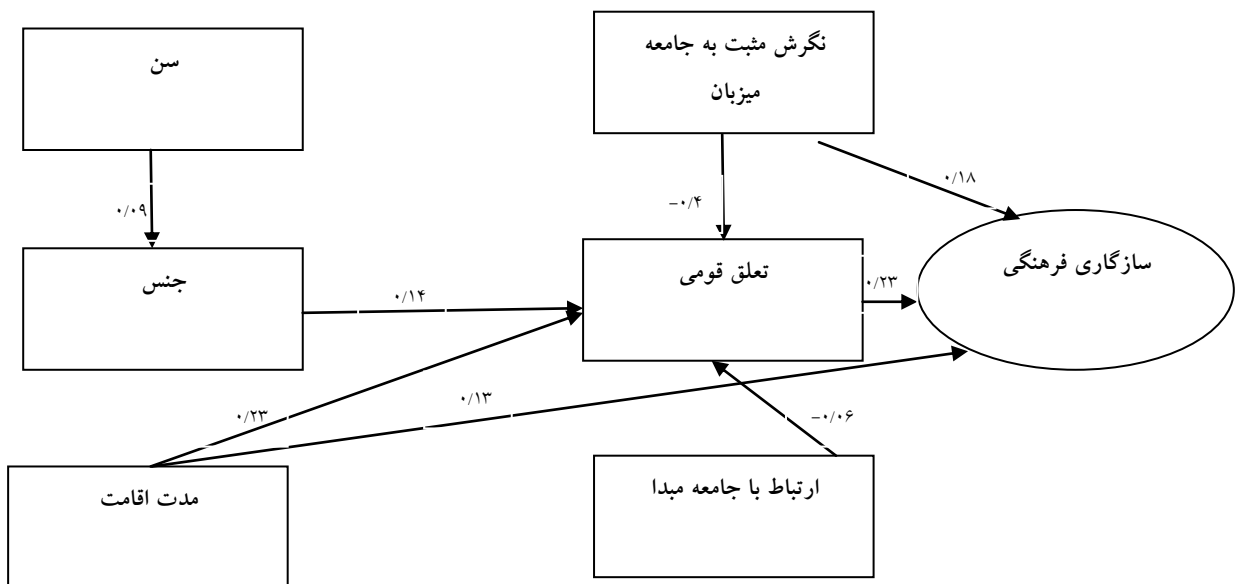 سن
نگرش مثبت به جامعه
میزبان
۰/۱۸
۰/۰۹
-۰/۴
جنس
تعلق قومی
سازگاری فرهنگی
۰/۱۴
۰/۲۳
۰/۲۳
۰/۱۳
-۰/۰۶
مدت اقامت
ارتباط با جامعه مبدا